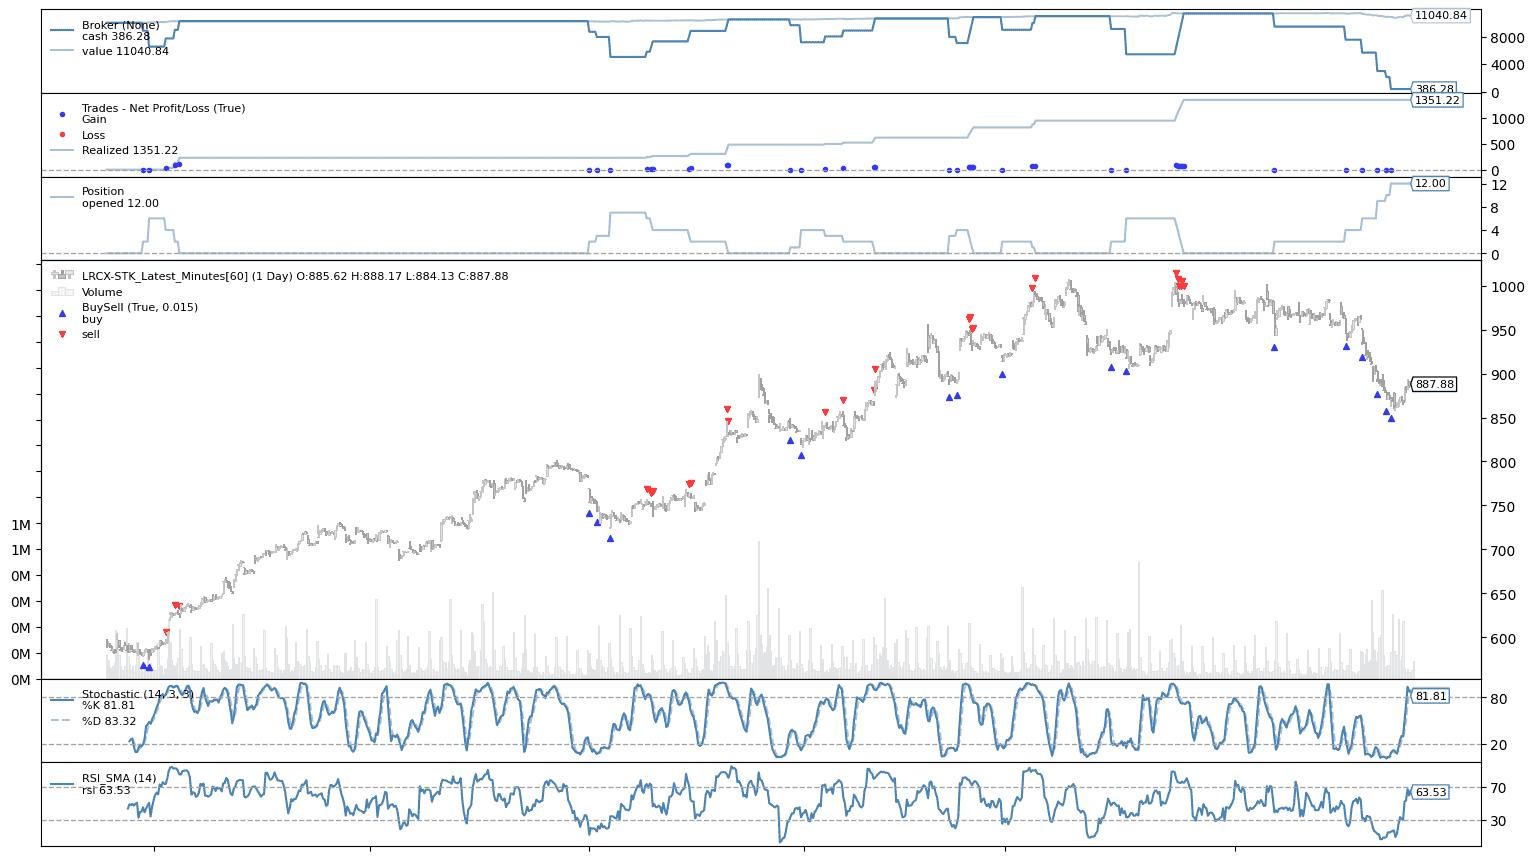 Broker (None)
cash 386.28
value 11040.84
11040.84
8000
4000
386.28
0
Trades - Net Profit/Loss (True)
Gain
Loss
Realized 1351.22
1351.22
1000
500
0
Position
opened 12.00
12.00
12
8
4
0
LRCX-STK_Latest_Minutes[60] (1 Day) O:885.62 H:888.17 L:884.13 C:887.88
Volume
BuySell (True, 0.015)
buy
sell
1000
950
900
887.88
850
800
750
700
650
600
1M
1M
0M
0M
0M
0M
0M
Stochastic (14, 3, 3)
%K 81.81
%D 83.32
81.81
80
20
RSI_SMA (14)
rsi 63.53
70
63.53
30